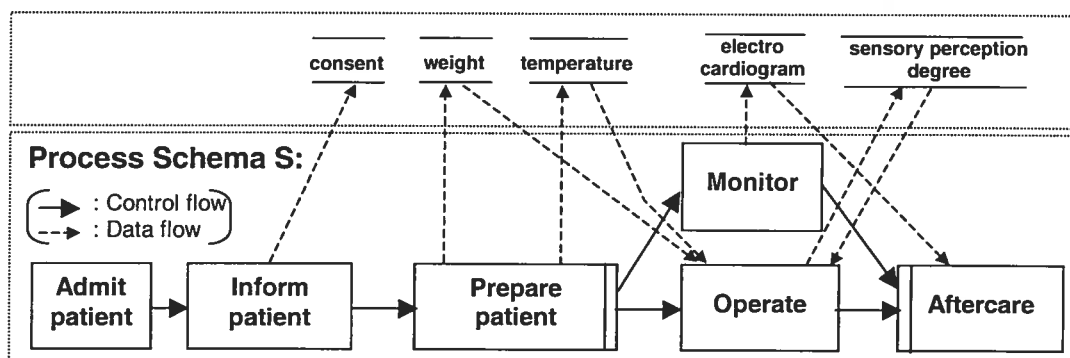 consent
weight
temperature
electro
cardiogram
sensory perception
degree
Process Schema S:
: Control flow
: Data flow
Monitor
Admit
patient
Inform
patient
Prepare
patient
Operate
Aftercare